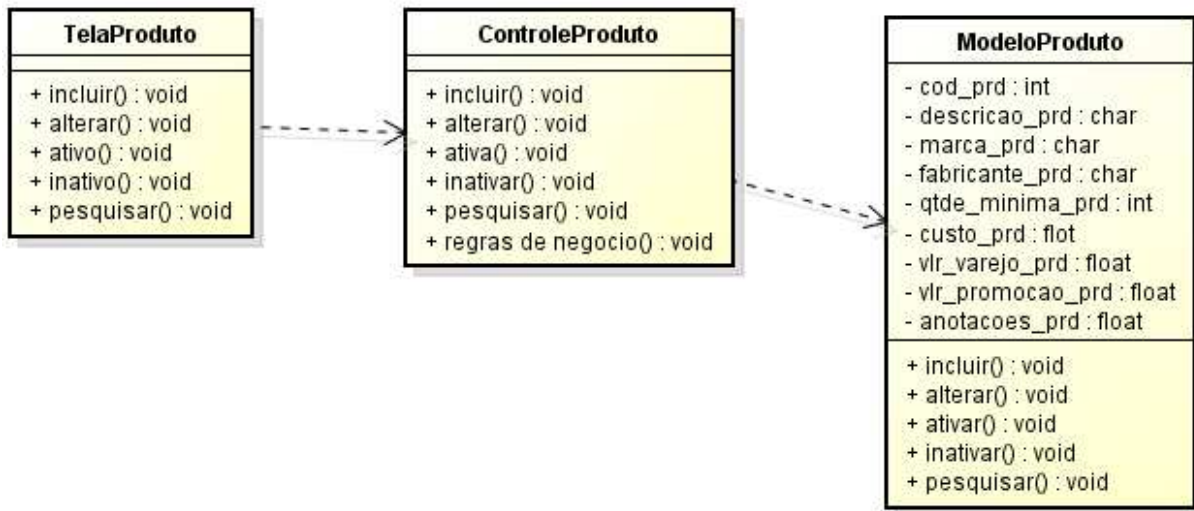 TelaProduto
+ incluir() : void
+ alterar() : void
+ ativo() : void
+ inativo() : void
+ pesquisar() : void
ControleProduto
+ incluir() : void
+ alterar() : void
+ ativa() : void
+ inativar() : void
+ pesquisar() : void
+ regras de negocio() : void
ModeloProduto
- cod_prd : int
- descricao_prd : char
- marca_prd : char
- fabricante_prd : char
- qtde_minima_prd : int
- custo_prd : flot
- vlr_varejo_prd : float
- vlr_promocao_prd : float
- anotacoes_prd : float
+ incluir() : void
+ alterar() : void
+ ativar() : void
+ inativar() : void
+ pesquisar() : void